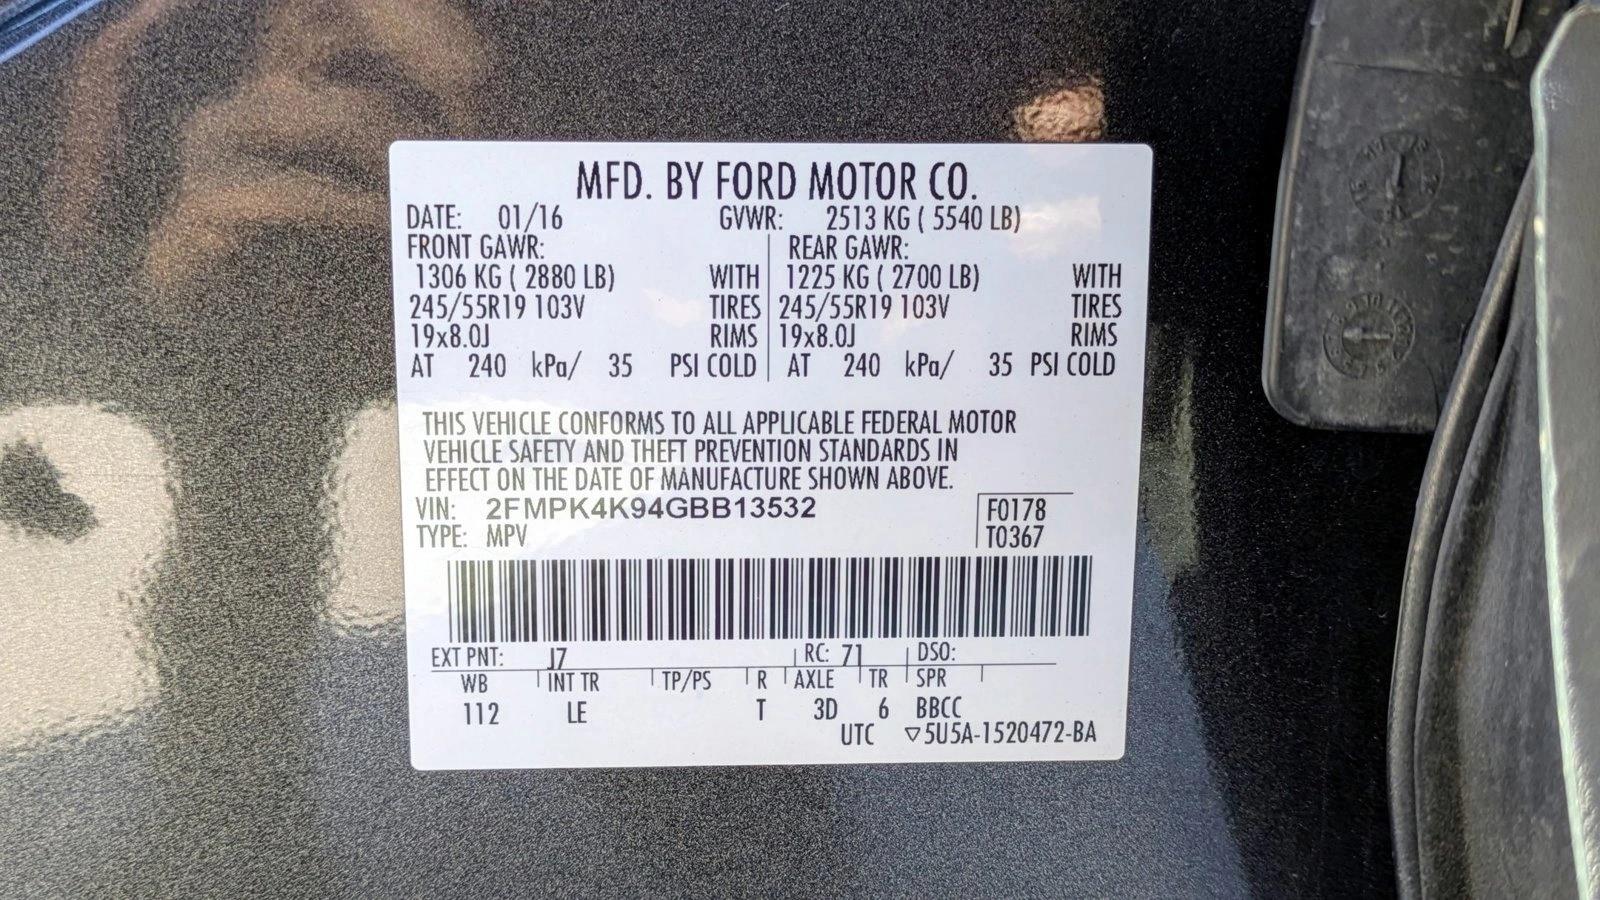 MFD. BY FORD MOTOR CO.
DATE: 01/16 GVWR: 2513 KG ( 5540 LB)
FRONT GAWR: REAR GAWR:
1306 KG ( 2880 LB) WITH 1225 KG ( 2700 LB) WITH
245/55R19 103V TIRES 245/55R19 103V TIRES
19x8.0J RIMS 19x8.0J RIMS
AT 240 kPa/ 35 PSI COLD AT 240 kPa/ 35 PSI COLD
THIS VEHICLE CONFORMS TO ALL APPLICABLE FEDERAL MOTOR
VEHICLE SAFETY AND THEFT PREVENTION STANDARDS IN
EFFECT ON THE DATE OF MANUFACTURE SHOWN ABOVE.
VIN: 2FMPK4K94GBB13532 F0178
TYPE: MPV T0367
EXT PNT: J7 RC: 71 DSO:
WB INT TR TP/PS R AXLE TR SPR
112 LE T 3D 6 BBCC
UTC ▽5U5A-1520472-BA